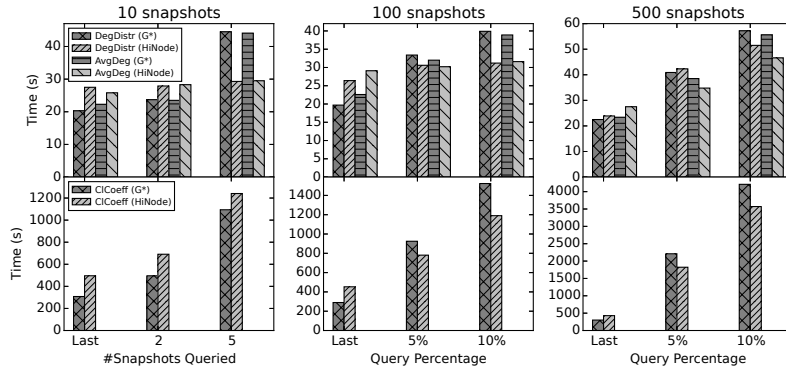 10 snapshots
100 snapshots
500 snapshots
Time (s)
40
30
20
10
0
DegDistr (G*)
DegDistr (HiNode)
AvgDeg (G*)
AvgDeg (HiNode)
40
35
30
25
20
15
10
5
0
60
50
40
30
20
10
0
Time (s)
1200
1000
800
600
400
200
0
ClCoeff (G*)
ClCoeff (HiNode)
1400
1200
1000
800
600
400
200
0
4000
3500
3000
2500
2000
1500
1000
500
0
Last 2 5
Last 5% 10%
Last 5% 10%
#Snapshots Queried
Query Percentage
Query Percentage